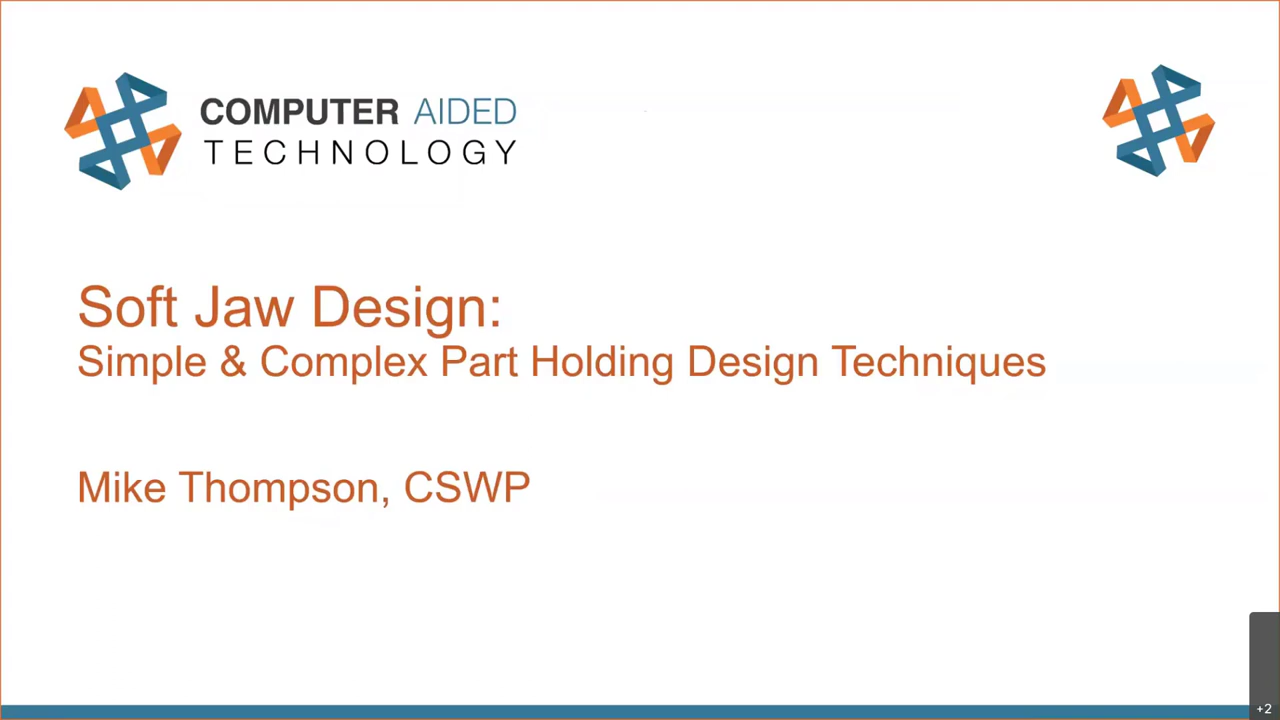 COMPUTER AIDED
TECHNOLOGY
Soft Jaw Design:
Simple & Complex Part Holding Design Techniques
Mike Thompson, CSWP
+2